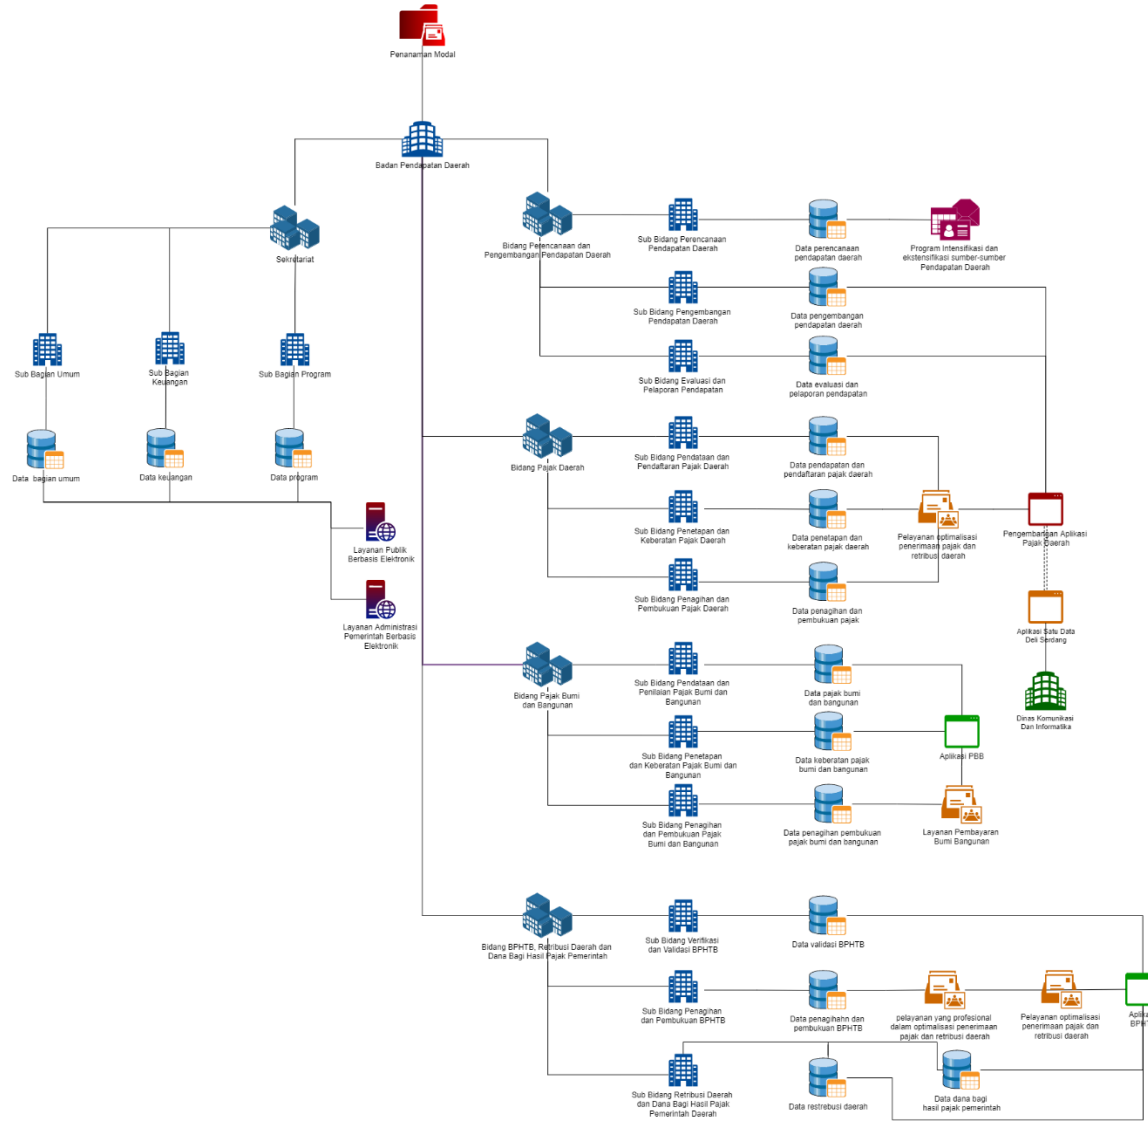 Penanaman Modal
Badan Pendapatan Daerah
Sekretariat
Bidang Perencanaan dan
Pengembangan Pendapatan Daerah
Sub Bidang Perencanaan
Pendapatan Daerah
Data perencanaan
pendapatan daerah
Program Intensifikasi dan
ekstensifikasi sumber-sumber
Pendapatan Daerah
Sub Bidang Pengembangan
Pendapatan Daerah
Data pengembangan
pendapatan daerah
Sub Bagian Umum
Sub Bagian
Keuangan
Sub Bagian Program
Sub Bidang Evaluasi dan
Pelaporan Pendapatan
Data evaluasi dan
pelaporan pendapatan
Data bagian umum
Data keuangan
Data program
Bidang Pajak Daerah
Sub Bidang Pendataan dan
Pendaftaran Pajak Daerah
Data pendapatan dan
pendaftaran pajak daerah
Layanan Publik
Berbasis Elektronik
Sub Bidang Penetapan dan
Keberatan Pajak Daerah
Data penetapan dan
keberatan pajak daerah
Pelayanan optimalisasi
penerimaan pajak dan
retribusi daerah
Pengembangan Aplikasi
Pajak Daerah
Layanan Administrasi
Pemerintah Berbasis
Elektronik
Sub Bidang Penagihan dan
Pembukuan Pajak Daerah
Data penagihan dan
pembukuan pajak
Aplikasi Satu Data
Deli Serdang
Bidang Pajak Bumi
dan Bangunan
Sub Bidang Pendataan dan
Penilaian Pajak Bumi dan
Bangunan
Data pajak bumi
dan bangunan
Dinas Komunikasi
Dan Informatika
Sub Bidang Penetapan
dan Keberatan Pajak Bumi dan
Bangunan
Data keberatan pajak
bumi dan bangunan
Aplikasi PBB
Sub Bidang Penagihan
dan Pembukuan Pajak
Bumi dan Bangunan
Data penagihan pembukuan
pajak bumi dan bangunan
Layanan Pembayaran
Bumi Bangunan
Bidang BPHTB, Retribusi Daerah dan
Dana Bagi Hasil Pajak Pemerintah
Sub Bidang Verifikasi
dan Validasi BPHTB
Data validasi BPHTB
Sub Bidang Penagihan
dan Pembukuan BPHTB
Data penagihahn dan
pembukuan BPHTB
pelayanan yang profesional
dalam optimalisasi penerimaan
pajak dan retribusi daerah
Pelayanan optimalisasi
penerimaan pajak dan
retribusi daerah
Sub Bidang Retribusi Daerah
dan Dana Bagi Hasil Pajak
Pemerintah Daerah
Data restrebusi daerah
Data dana bagi
hasil pajak pemerintah